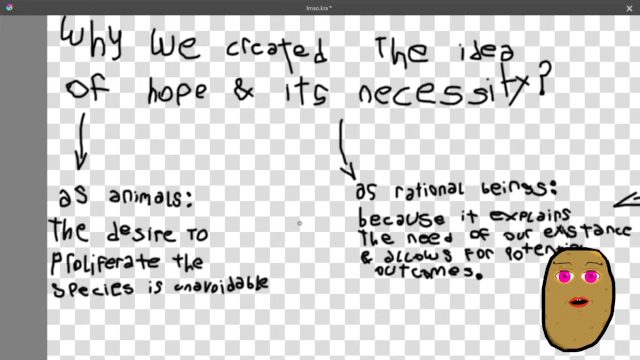 lmao.kra *
Why we created the idea
of hope & its necessity?
as animals:
The desire to
proliferate the
species is unavoidable
as rational beings:
because it explains
the need of our existance
& allows for potential
outcomes.